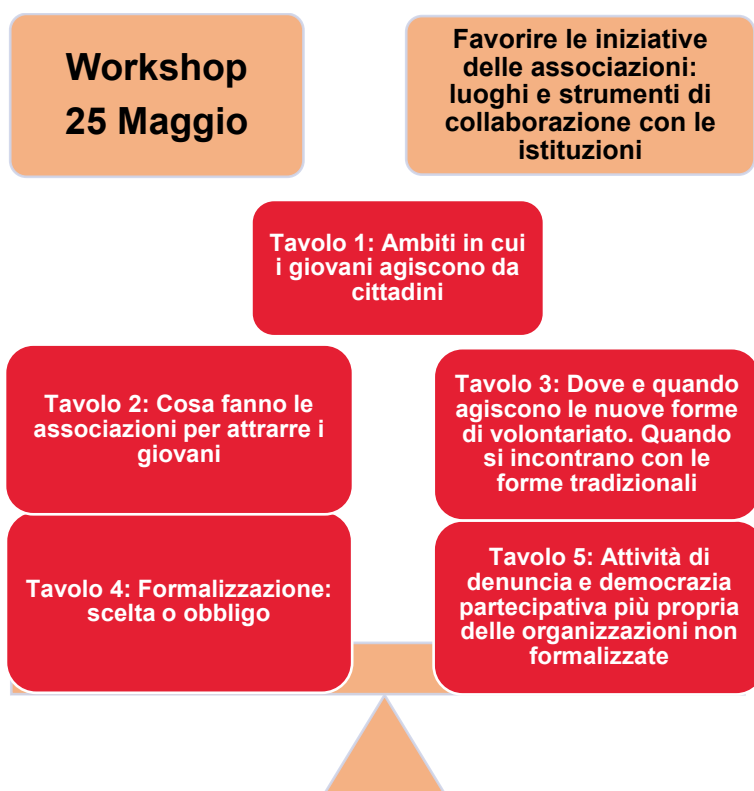 Workshop
25 Maggio
Favorire le iniziative
delle associazioni:
luoghi e strumenti di
collaborazione con le
istituzioni
Tavolo 1: Ambiti in cui
i giovani agiscono da
cittadini
Tavolo 2: Cosa fanno le
associazioni per attrarre i
giovani
Tavolo 3: Dove e quando
agiscono le nuove forme
di volontariato. Quando
si incontrano con le
forme tradizionali
Tavolo 4: Formalizzazione:
scelta o obbligo
Tavolo 5: Attività di
denuncia e democrazia
partecipativa più propria
delle organizzazioni non
formalizzate